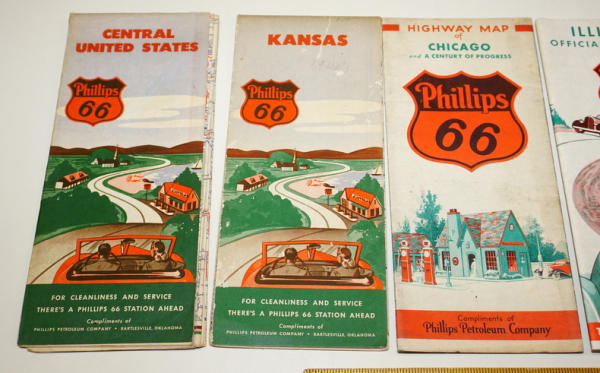 CENTRAL
UNITED STATES
Phillips
66
FOR CLEANLINESS AND SERVICE
THERE'S A PHILLIPS 66 STATION AHEAD
Compliments of
PHILLIPS PETROLEUM COMPANY • BARTLESVILLE, OKLAHOMA
KANSAS
Phillips
66
FOR CLEANLINESS AND SERVICE
THERE'S A PHILLIPS 66 STATION AHEAD
Compliments of
PHILLIPS PETROLEUM COMPANY • BARTLESVILLE, OKLAHOMA
HIGHWAY MAP
of
CHICAGO
and A CENTURY OF PROGRESS
Phillips
66
Compliments of
Phillips Petroleum Company
ILLI
OFFICIA